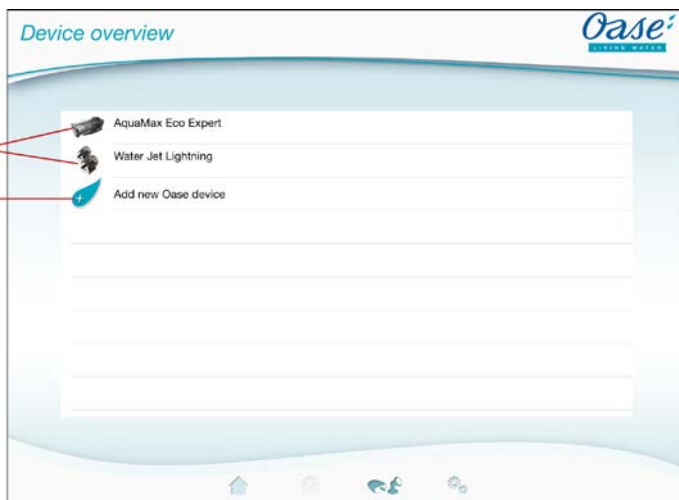 Device overview
Oase
LIVING WATER
AquaMax Eco Expert
Water Jet Lightning
Add new Oase device